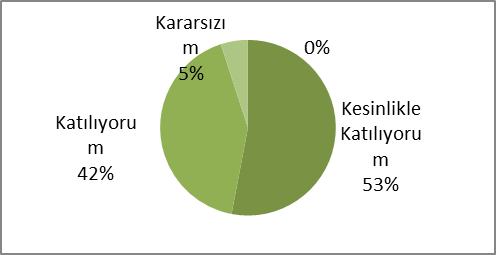 Kararsızı
m
5%
0%
Kesinlikle
Katılıyoru
m
53%
Katılıyoru
m
42%